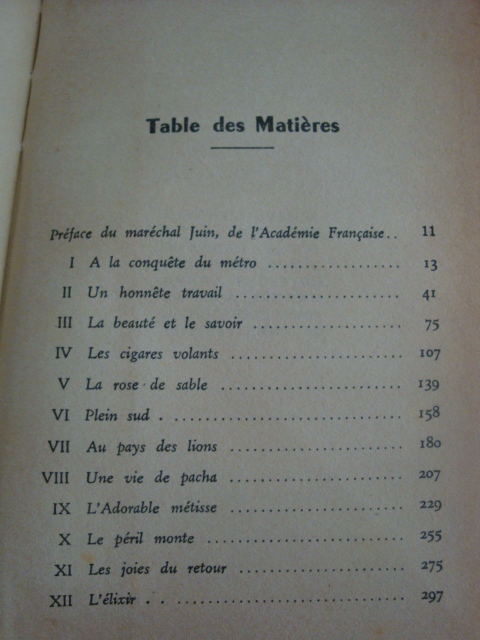 Table des Matières
Préface du maréchal Juin, de l'Académie Française.. 11
I A la conquête du métro .................. 13
II Un honnête travail ...................... 41
III La beauté et le savoir .................... 75
IV Les cigares volants ....................... 107
V La rose de sable ........................ 139
VI Plein sud . ............................. 158
VII Au pays des lions ........................ 180
VIII Une vie de pacha ........................ 207
IX L'Adorable métisse ....................... 229
X Le péril monte .......................... 255
XI Les joies du retour ...................... 275
XII L'élixir . . ............................. 297